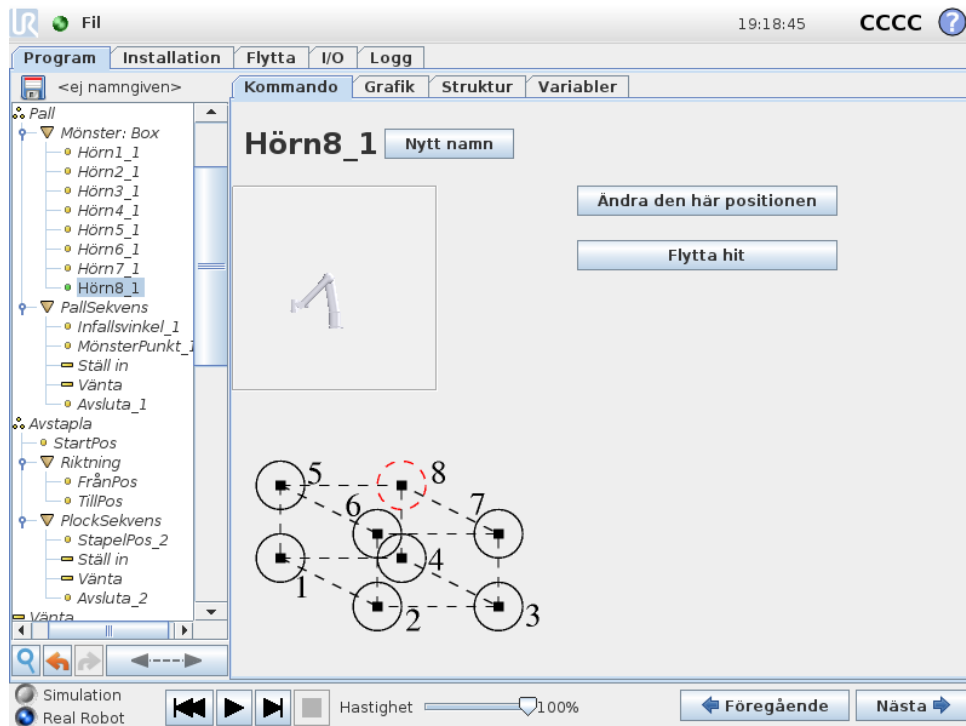 UR Fil 19:18:45 CCCC ?
Program Installation Flytta I/O Logg
<ej namngiven>
Kommando Grafik Struktur Variabler
Pall
Mönster: Box
Hörn1_1
Hörn2_1
Hörn3_1
Hörn4_1
Hörn5_1
Hörn6_1
Hörn7_1
Hörn8_1
PallSekvens
Infallsvinkel_1
MönsterPunkt_1
Ställ in
Vänta
Avsluta_1
Avstapla
StartPos
Riktning
FrånPos
TillPos
PlockSekvens
StapelPos_2
Ställ in
Vänta
Avsluta_2
Vänta
Hörn8_1 Nytt namn
Ändra den här positionen
Flytta hit
5 8
6 7
1 4
2 3
Simulation
Real Robot
Hastighet 100%
Föregående Nästa